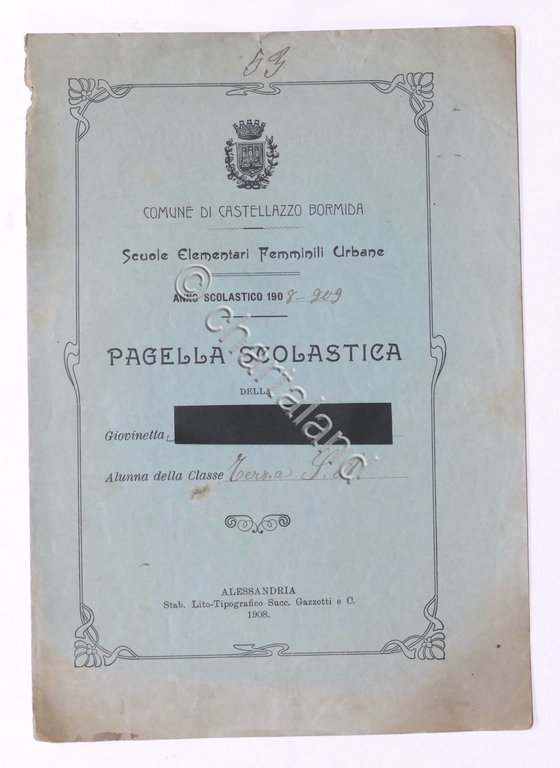 53
COMUNE DI CASTELLAZZO BORMIDA
Scuole Elementari Femminili Urbane
ANNO SCOLASTICO 1908-909
PAGELLA SCOLASTICA
DELLA
Giovinetta
Alunna della Classe Terza
ALESSANDRIA
Stab. Lito-Tipografico Succ. Gazzotti e C.
1908.
© chartaland